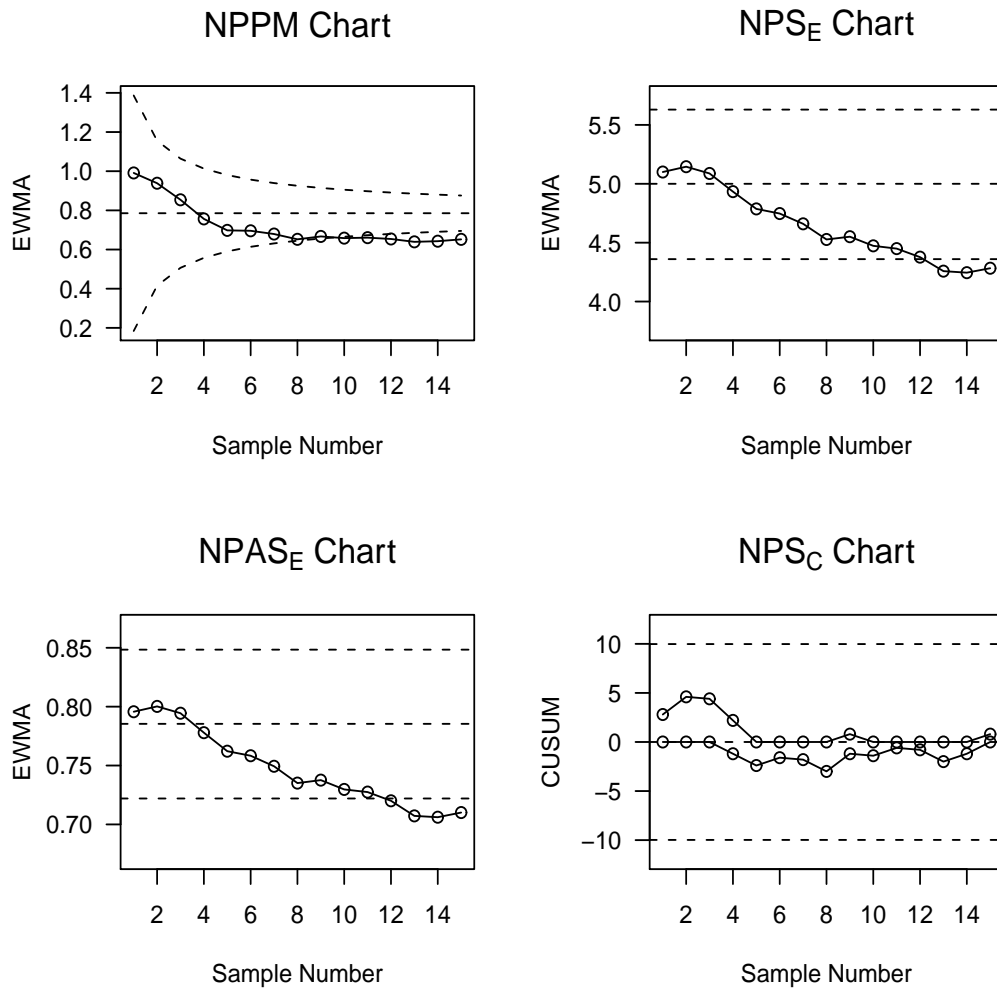 NPPM Chart
EWMA
1.4
1.2
1.0
0.8
0.6
0.4
0.2
2 4 6 8 10 12 14
Sample Number
NPS_E Chart
EWMA
5.5
5.0
4.5
4.0
2 4 6 8 10 12 14
Sample Number
NPAS_E Chart
EWMA
0.85
0.80
0.75
0.70
2 4 6 8 10 12 14
Sample Number
NPS_C Chart
CUSUM
10
5
0
−5
−10
2 4 6 8 10 12 14
Sample Number